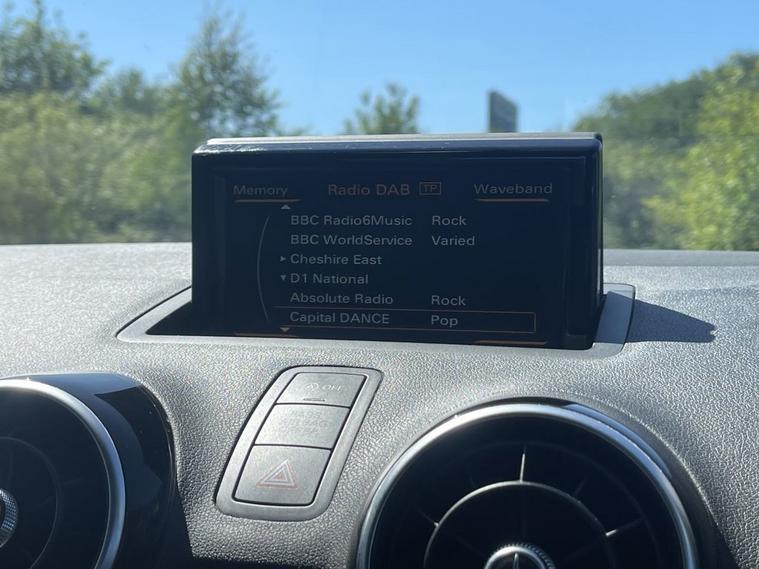 Memory Radio DAB TP Waveband
BBC Radio6Music Rock
BBC WorldService Varied
Cheshire East
D1 National
Absolute Radio Rock
Capital DANCE Pop
OFF